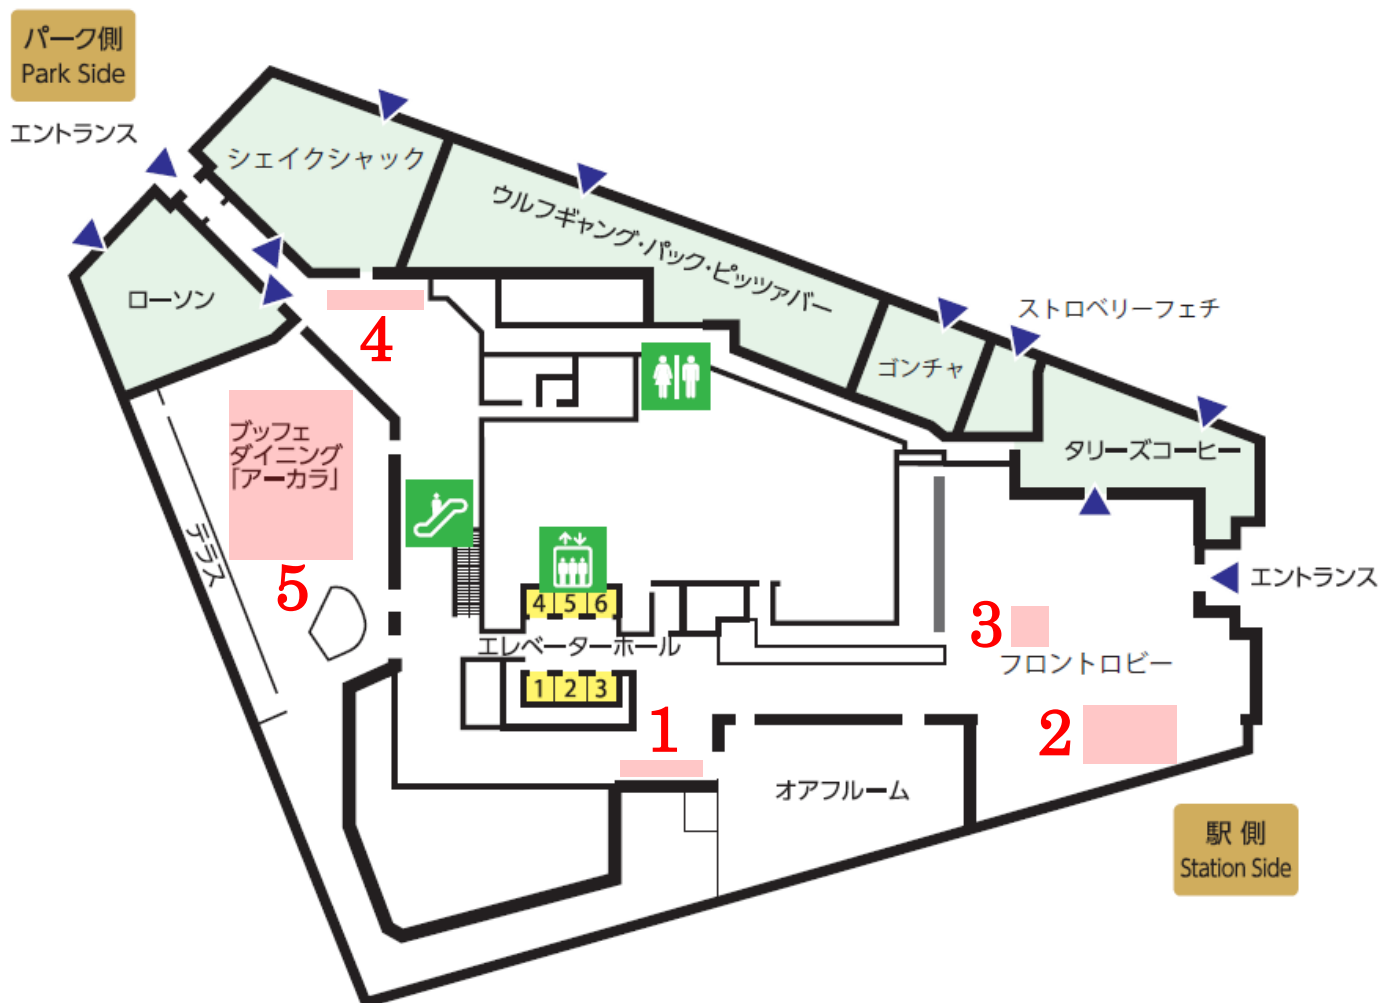 パーク側
Park Side
エントランス
シェイクシャック
ウルフギャング・パック・ピッツァバー
ローソン
ストロベリーフェチ
4
ゴンチャ
ブッフェ
ダイニング
「アーカラ」
タリーズコーヒー
テラス
5
4 5 6
エントランス
エレベーターホール
3
フロントロビー
1 2 3
1
2
オアフルーム
駅 側
Station Side